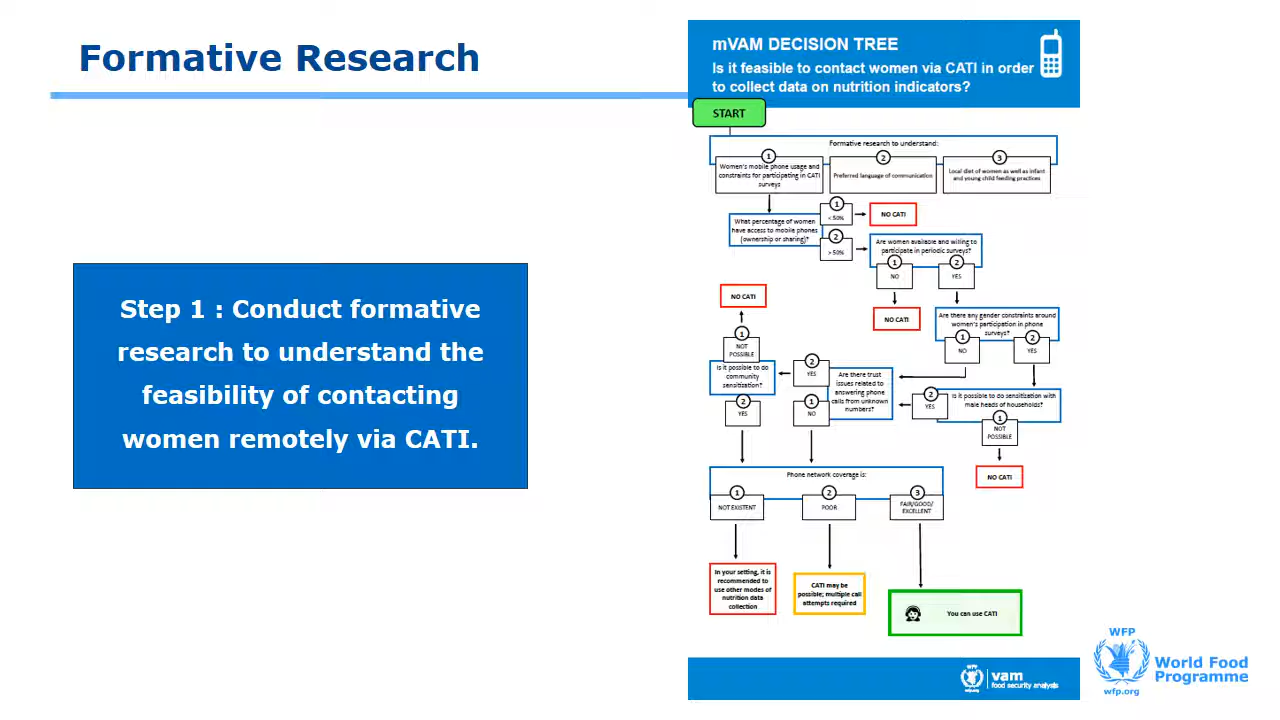 Formative Research
Step 1 : Conduct formative
research to understand the
feasibility of contacting
women remotely via CATI.
mVAM DECISION TREE
Is it feasible to contact women via CATI in order
to collect data on nutrition indicators?
START
Formative research to understand:
1
Women's mobile phone usage and
constraints for participating in CATI
surveys
2
Preferred language of communication
3
Local diet of women as well as infant
and young child feeding practices
What percentage of women
have access to mobile phones
(ownership or sharing)?
1
< 50%
NO CATI
2
> 50%
Are women available and willing to
participate in periodic surveys?
1
NO
2
YES
NO CATI
Are there any gender constraints around
women's participation in phone
surveys?
1
NO
2
YES
Is it possible to do sensitization with
male heads of households?
2
YES
1
NOT
POSSIBLE
NO CATI
Are there trust
issues related to
answering phone
calls from unknown
numbers?
2
YES
1
NO
Is it possible to do
community
sensitization?
1
NOT
POSSIBLE
NO CATI
2
YES
Phone network coverage is:
1
NOT EXISTENT
2
POOR
3
FAIR/GOOD/
EXCELLENT
In your setting, it is
recommended to
use other modes of
nutrition data
collection
CATI may be
possible; multiple call
attempts required
You can use CATI
WFP
vam
food security analysis
WFP
wfp.org
World Food
Programme